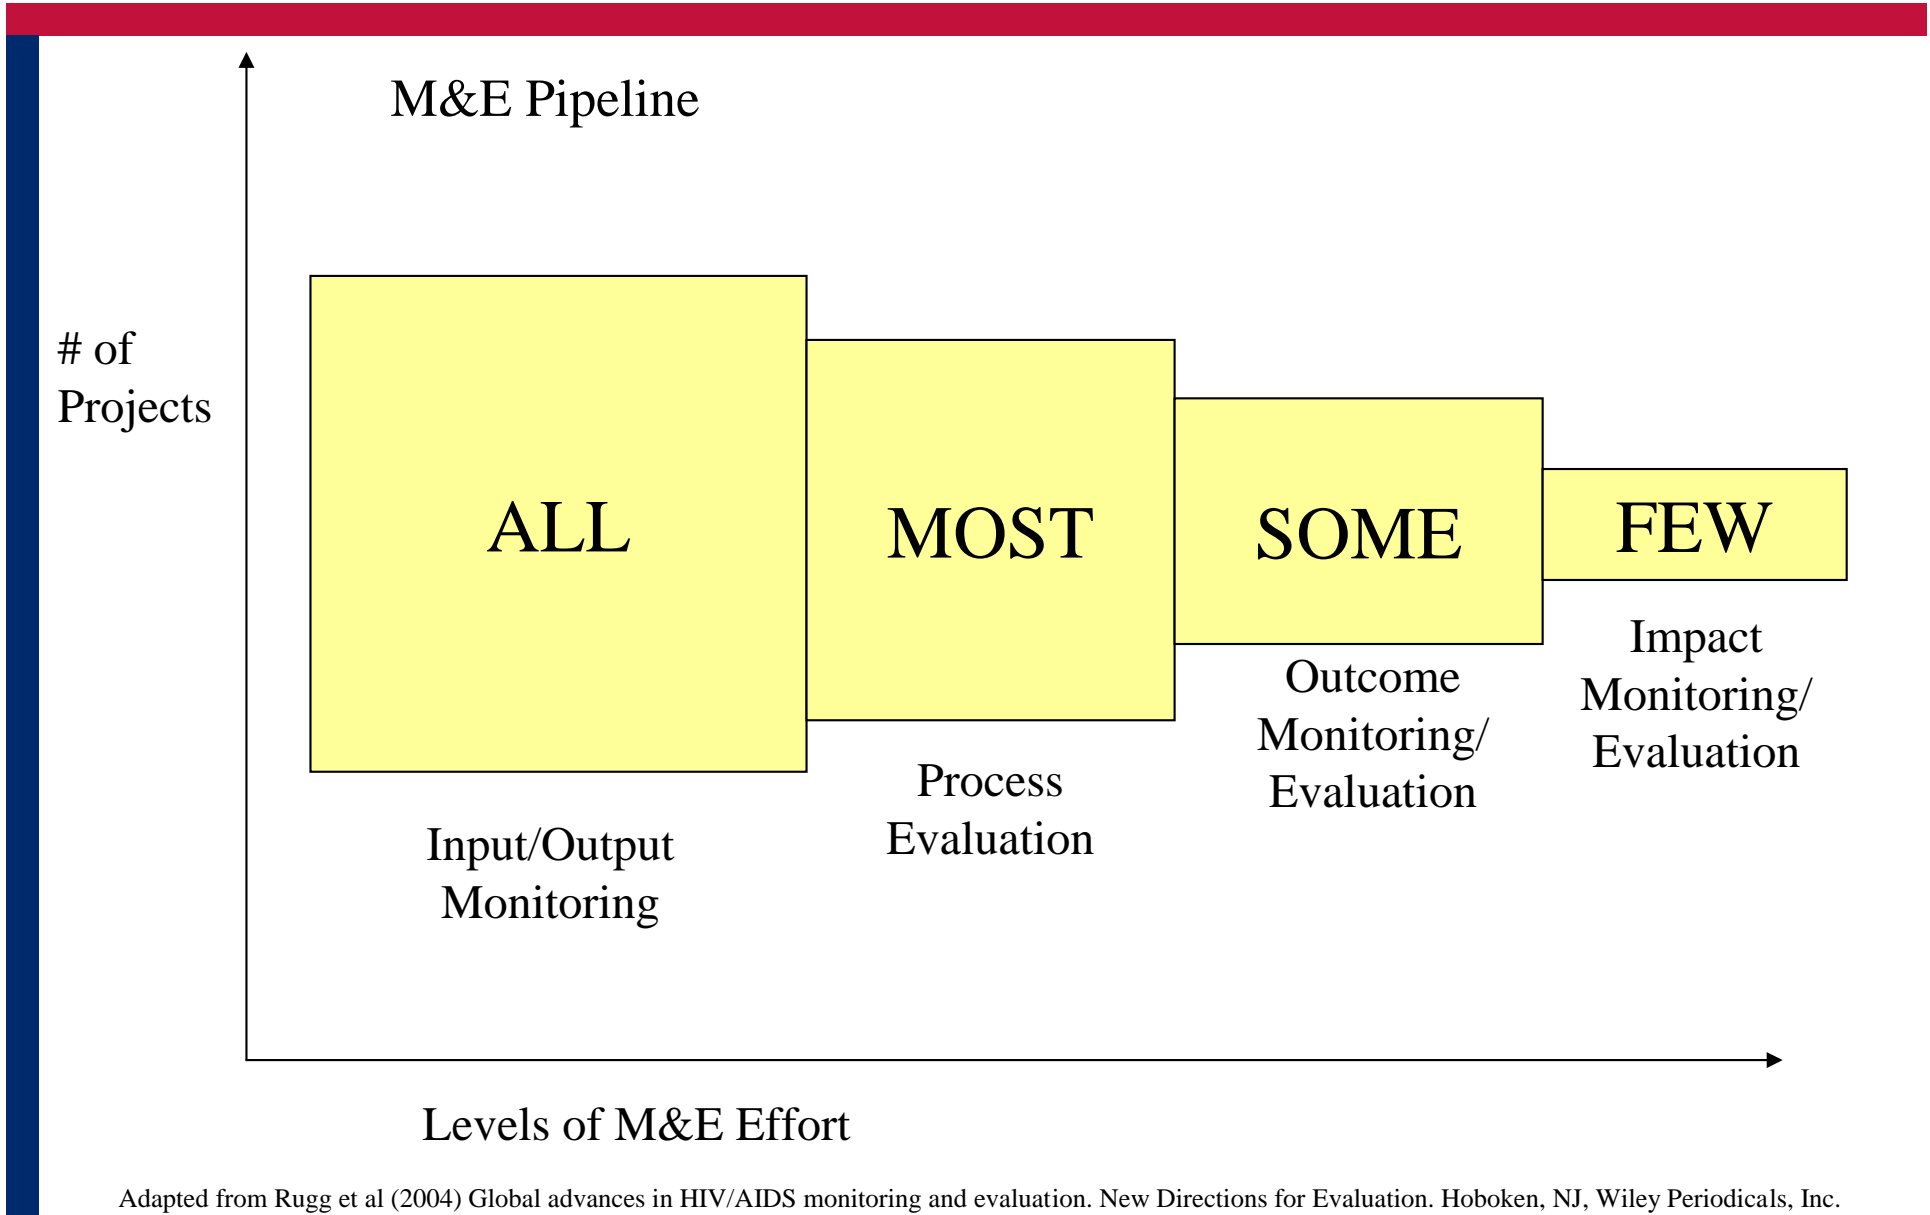 M&E Pipeline
# of
Projects
ALL
MOST
SOME
FEW
Input/Output
Monitoring
Process
Evaluation
Outcome
Monitoring/
Evaluation
Impact
Monitoring/
Evaluation
Levels of M&E Effort
Adapted from Rugg et al (2004) Global advances in HIV/AIDS monitoring and evaluation. New Directions for Evaluation. Hoboken, NJ, Wiley Periodicals, Inc.